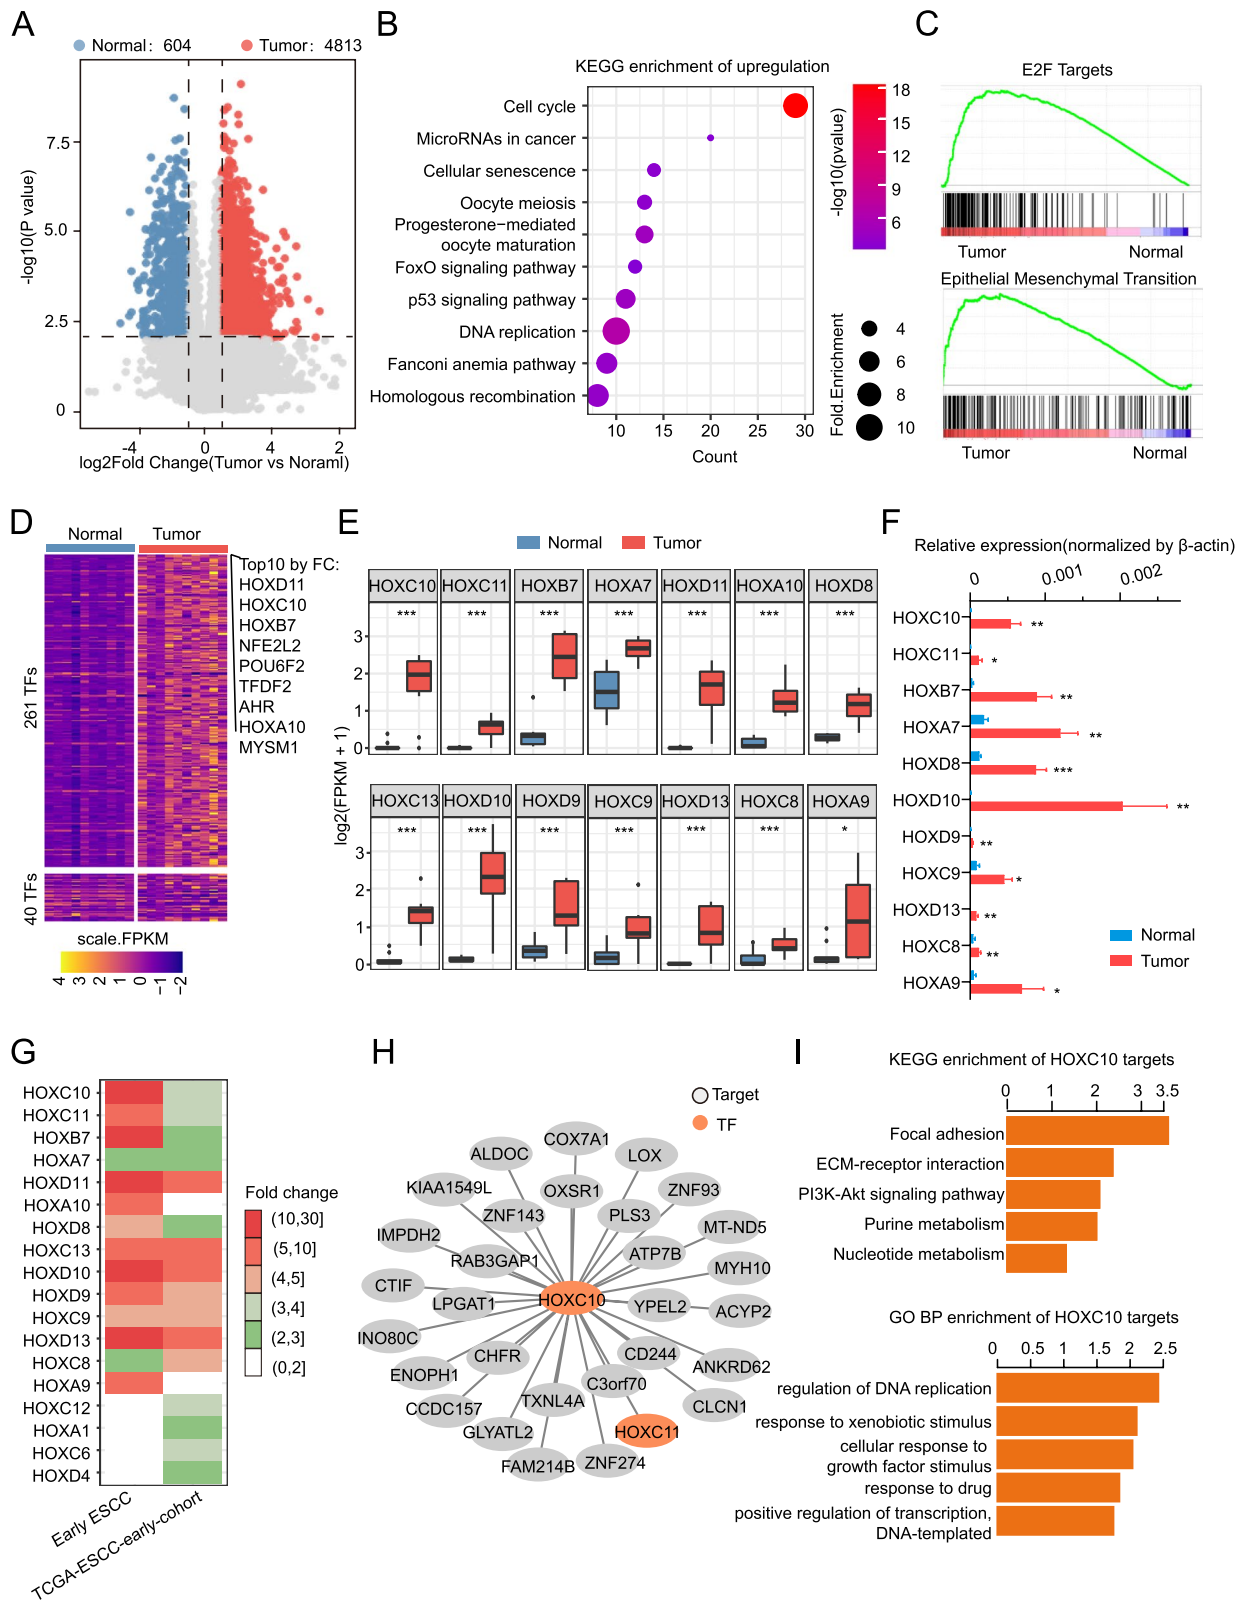 A
Normal: 604
Tumor: 4813
-log10(P value)
7.5
5.0
2.5
0
-4
0
4
2
log2Fold Change(Tumor vs Noraml)
B
KEGG enrichment of upregulation
Cell cycle
MicroRNAs in cancer
Cellular senescence
Oocyte meiosis
Progesterone−mediated
oocyte maturation
FoxO signaling pathway
p53 signaling pathway
DNA replication
Fanconi anemia pathway
Homologous recombination
10
15
20
25
30
Count
-log10(pvalue)
18
15
12
9
6
Fold.Enrichment
4
6
8
10
C
E2F Targets
Tumor
Normal
Epithelial Mesenchymal Transition
Tumor
Normal
D
Normal
Tumor
261 TFs
40 TFs
Top10 by FC:
HOXD11
HOXC10
HOXB7
NFE2L2
POU6F2
TFDF2
AHR
HOXA10
MYSM1
scale.FPKM
4
3
2
1
0
−1
−2
E
Normal
Tumor
log2(FPKM + 1)
HOXC10
HOXC11
HOXB7
HOXA7
HOXD11
HOXA10
HOXD8
***
***
***
***
***
***
***
3
2
1
0
HOXC13
HOXD10
HOXD9
HOXC9
HOXD13
HOXC8
HOXA9
***
***
***
***
***
***
*
3
2
1
0
F
Relative expression(normalized by β-actin)
0
0.001
0.002
HOXC10
**
HOXC11
*
HOXB7
**
HOXA7
**
HOXD8
***
HOXD10
**
HOXD9
**
HOXC9
*
HOXD13
**
HOXC8
**
HOXA9
*
Normal
Tumor
G
HOXC10
HOXC11
HOXB7
HOXA7
HOXD11
HOXA10
HOXD8
HOXC13
HOXD10
HOXD9
HOXC9
HOXD13
HOXC8
HOXA9
HOXC12
HOXA1
HOXC6
HOXD4
Early ESCC
TCGA-ESCC-early-cohort
Fold change
(10,30]
(5,10]
(4,5]
(3,4]
(2,3]
(0,2]
H
Target
TF
COX7A1
ALDOC
LOX
KIAA1549L
OXSR1
ZNF93
ZNF143
PLS3
MT-ND5
IMPDH2
RAB3GAP1
ATP7B
MYH10
CTIF
LPGAT1
HOXC10
YPEL2
ACYP2
INO80C
CHFR
CD244
ANKRD62
ENOPH1
C3orf70
CCDC157
TXNL4A
CLCN1
GLYATL2
HOXC11
FAM214B
ZNF274
I
KEGG enrichment of HOXC10 targets
0
1
2
3
3.5
Focal adhesion
ECM-receptor interaction
PI3K-Akt signaling pathway
Purine metabolism
Nucleotide metabolism
GO BP enrichment of HOXC10 targets
0
0.5
1
1.5
2
2.5
regulation of DNA replication
response to xenobiotic stimulus
cellular response to
growth factor stimulus
response to drug
positive regulation of transcription,
DNA-templated